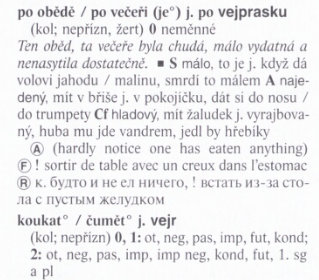 po obědě / po večeři (je°) j. po vejprasku
(kol; nepřízn, žert) 0 neměnné
Ten oběd, ta večeře byla chudá, málo vydatná a
nenasytila dostatečně. ■ S málo, to je j. když dá
volovi jahodu / malinu, smrdí to málem A naje-
dený, mít v břiše j. v pokojíčku, dát si do nosu /
do trumpety Cf hladový, mít žaludek j. vyrajbova-
ný, huba mu jde vandrem, jedl by hřebíky
Ⓐ (hardly notice one has eaten anything)
Ⓕ ! sortir de table avec un creux dans l'estomac
Ⓡ к. будто и не ел ничего, ! встать из-за сто-
ла с пустым желудком
koukat° / čumět° j. vejr
(kol; nepřízn) 0, 1: ot, neg, pas, imp, fut, kond;
2: ot, neg, pas, imp imp neg, kond, fut, 1. sg
a pl